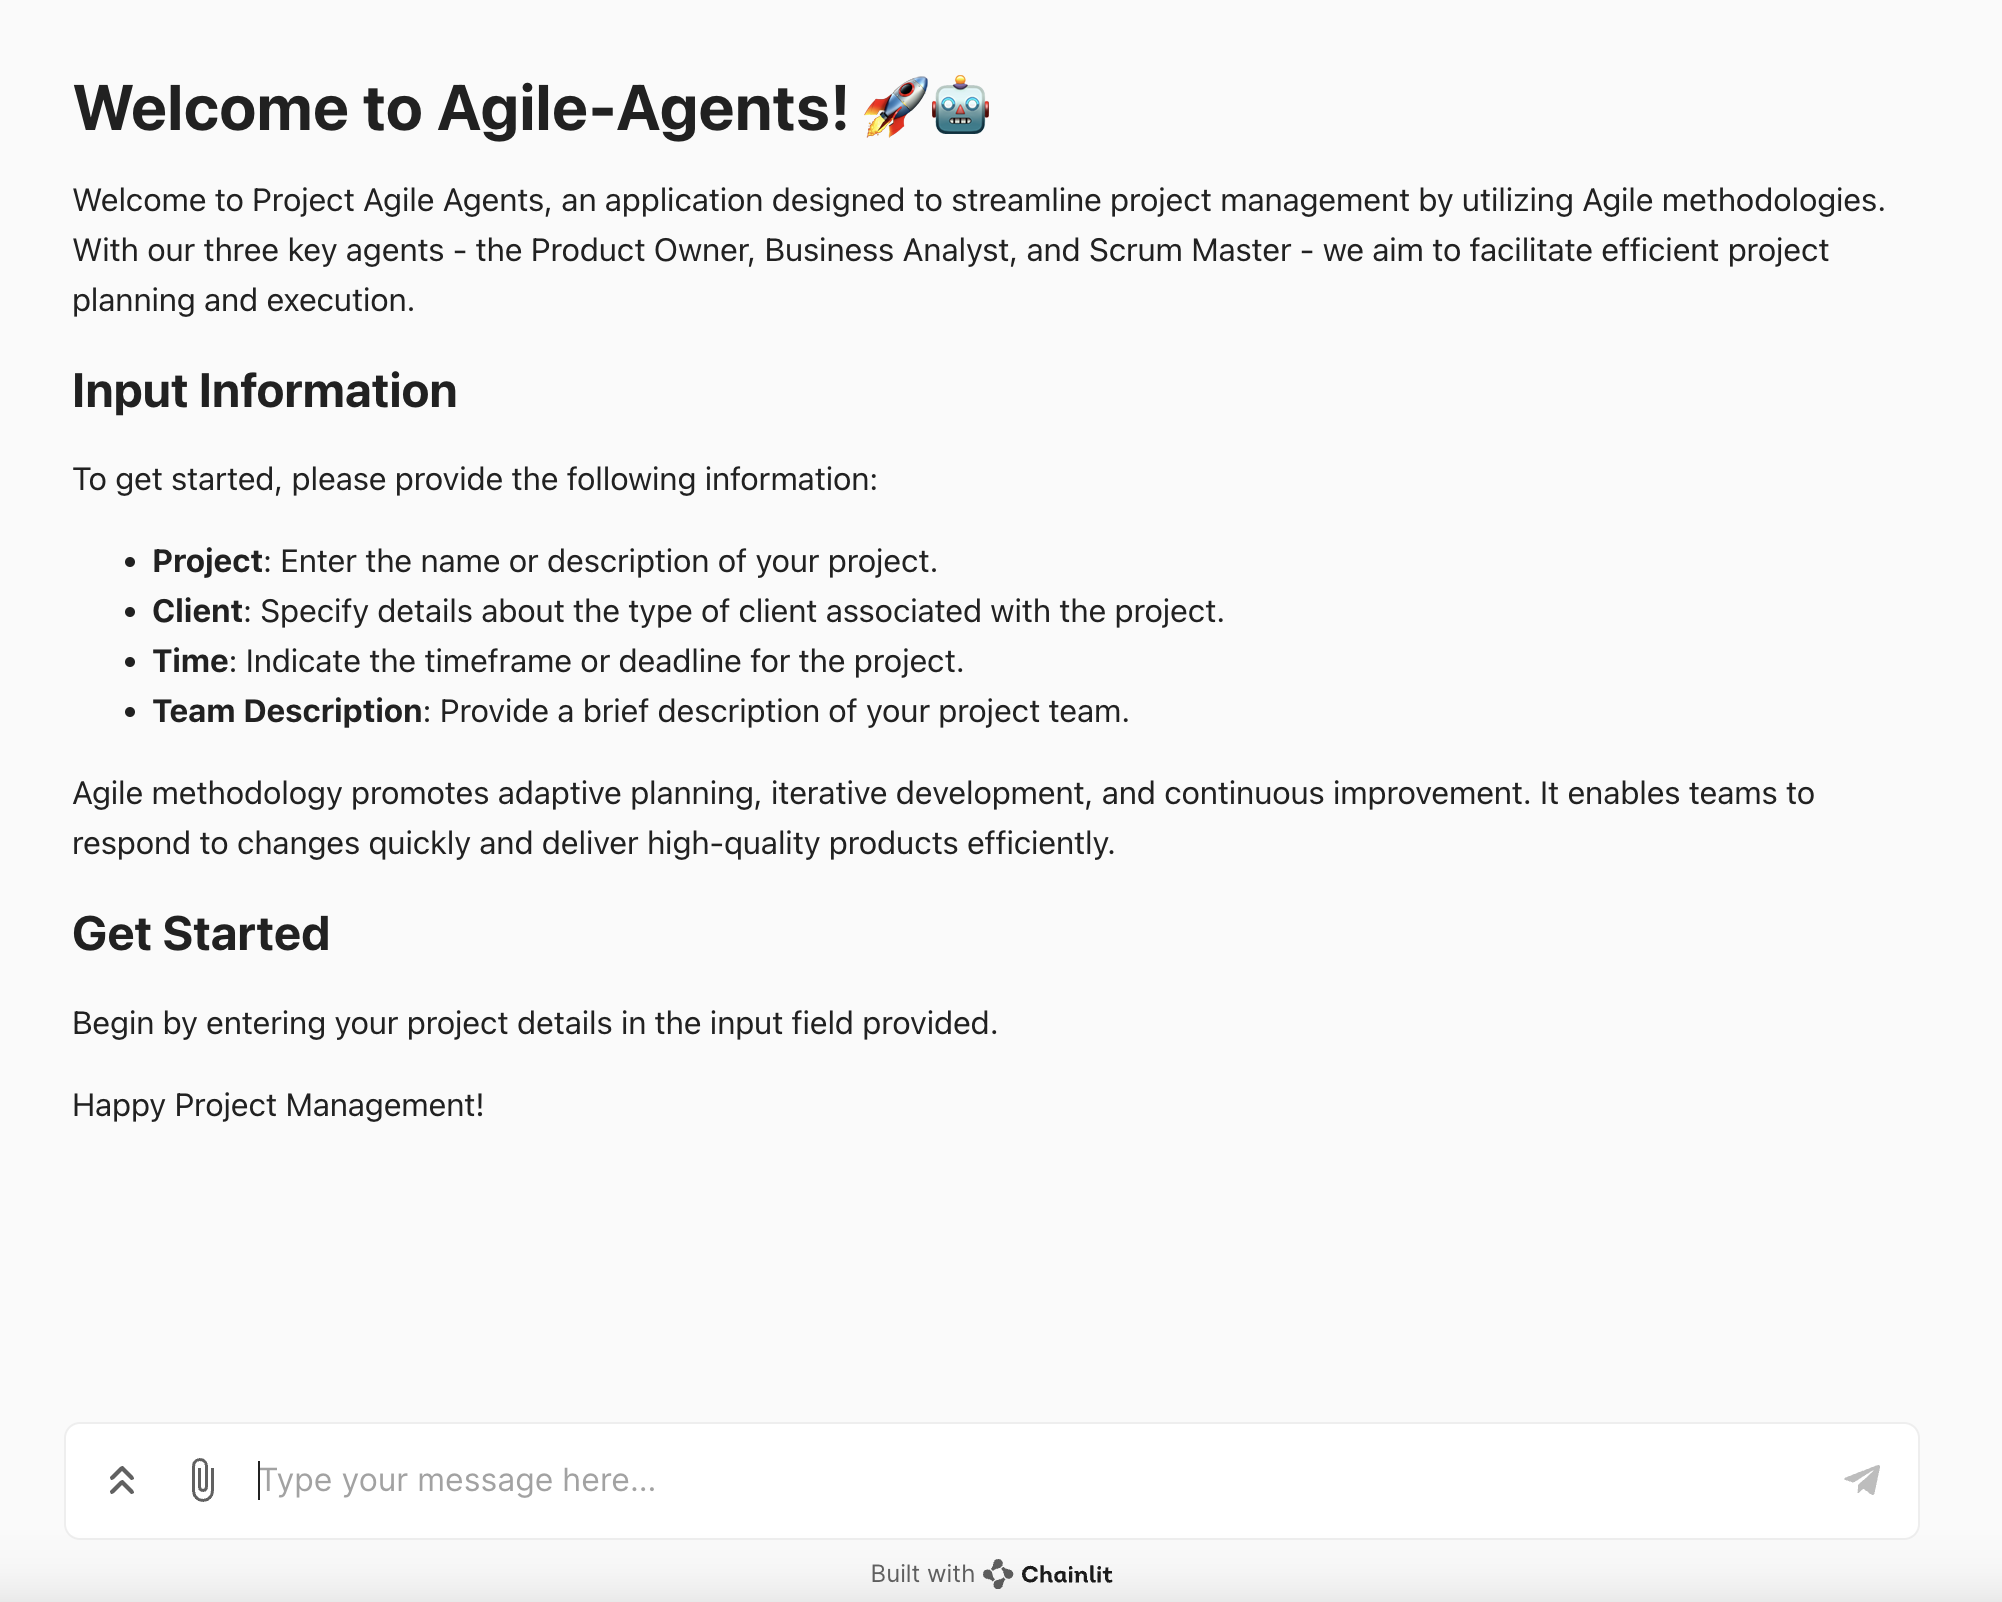 Welcome to Agile-Agents! 🚀🤖
Welcome to Project Agile Agents, an application designed to streamline project management by utilizing Agile methodologies.
With our three key agents - the Product Owner, Business Analyst, and Scrum Master - we aim to facilitate efficient project
planning and execution.
Input Information
To get started, please provide the following information:
• Project: Enter the name or description of your project.
• Client: Specify details about the type of client associated with the project.
• Time: Indicate the timeframe or deadline for the project.
• Team Description: Provide a brief description of your project team.
Agile methodology promotes adaptive planning, iterative development, and continuous improvement. It enables teams to
respond to changes quickly and deliver high-quality products efficiently.
Get Started
Begin by entering your project details in the input field provided.
Happy Project Management!
Type your message here...
Built with Chainlit